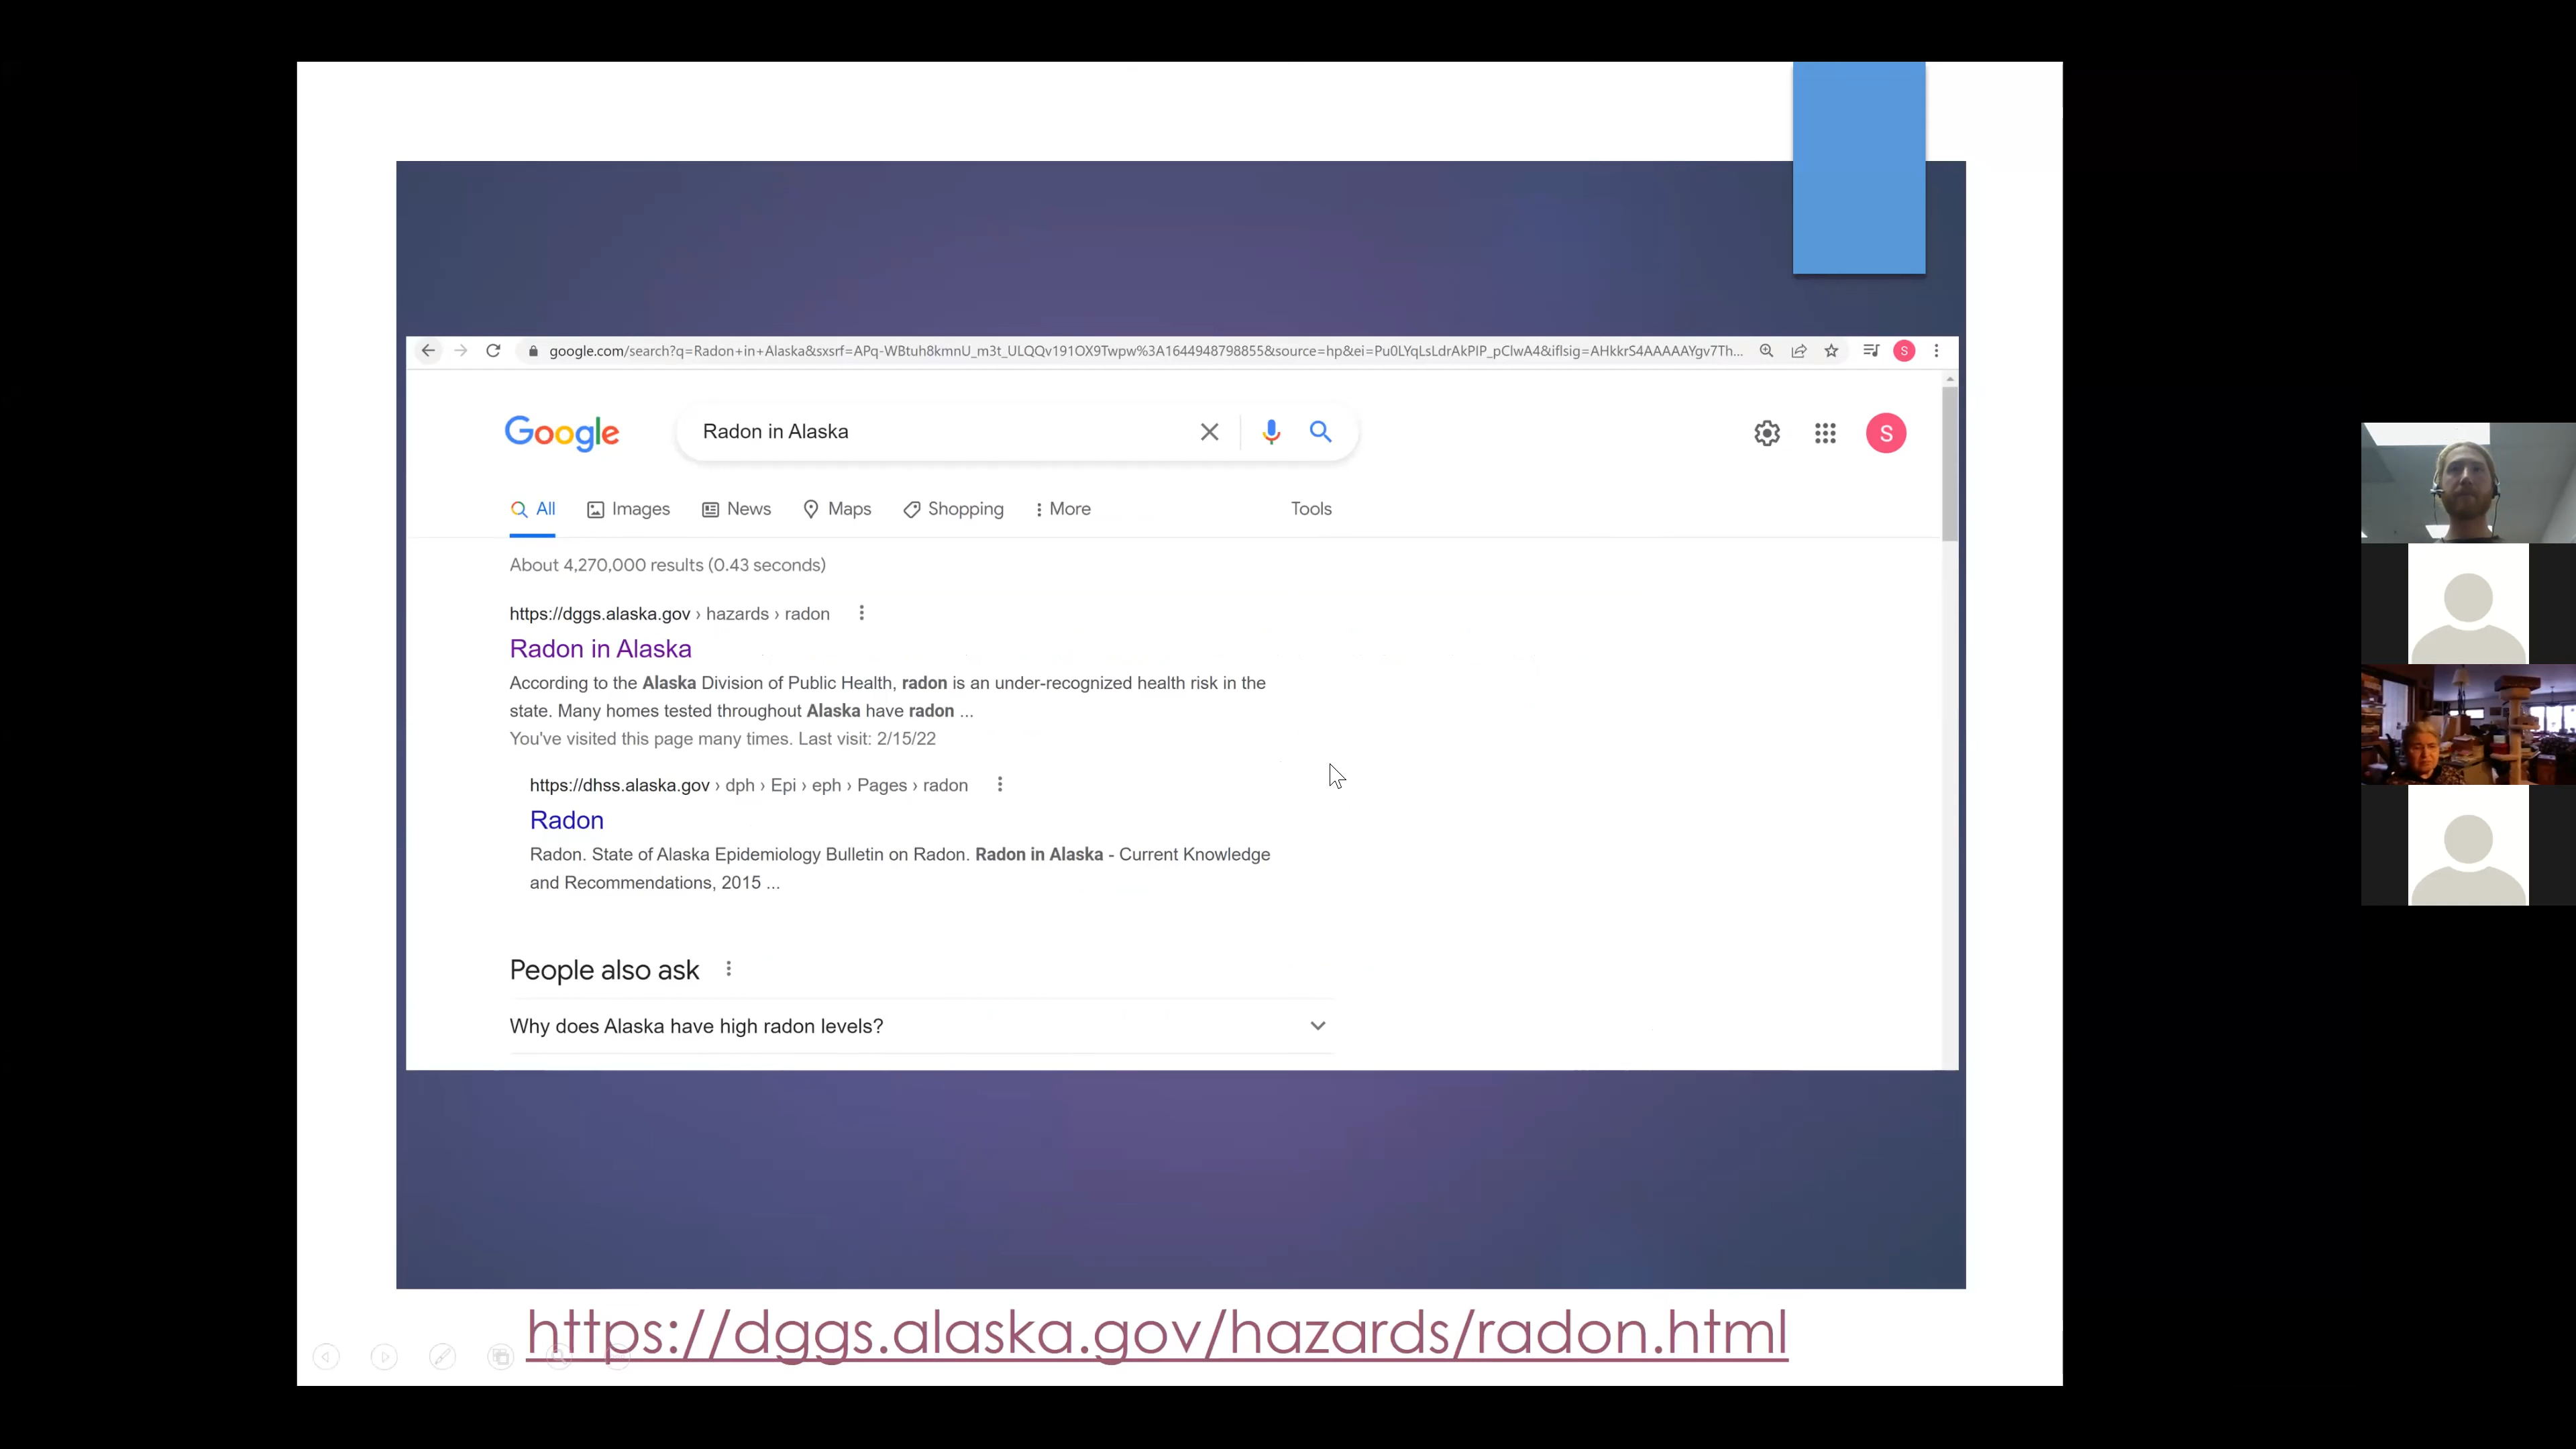 google.com/search?q=Radon+in+Alaska&sxsrf=APq-WBtuh8kmnU_m3t_ULQQv191OX9Twpw%3A1644948798855&source=hp&ei=Pu0LYqLsLdrAkPIP_pClwA4&iflsig=AHkkrS4AAAAAYgv7Th...
S
Google
Radon in Alaska
S
All
Images
News
Maps
Shopping
More
Tools
About 4,270,000 results (0.43 seconds)
https://dggs.alaska.gov › hazards › radon
Radon in Alaska
According to the Alaska Division of Public Health, radon is an under-recognized health risk in the
state. Many homes tested throughout Alaska have radon ...
You've visited this page many times. Last visit: 2/15/22
https://dhss.alaska.gov › dph › Epi › eph › Pages › radon
Radon
Radon. State of Alaska Epidemiology Bulletin on Radon. Radon in Alaska - Current Knowledge
and Recommendations, 2015 ...
People also ask
Why does Alaska have high radon levels?
https://dggs.alaska.gov/hazards/radon.html